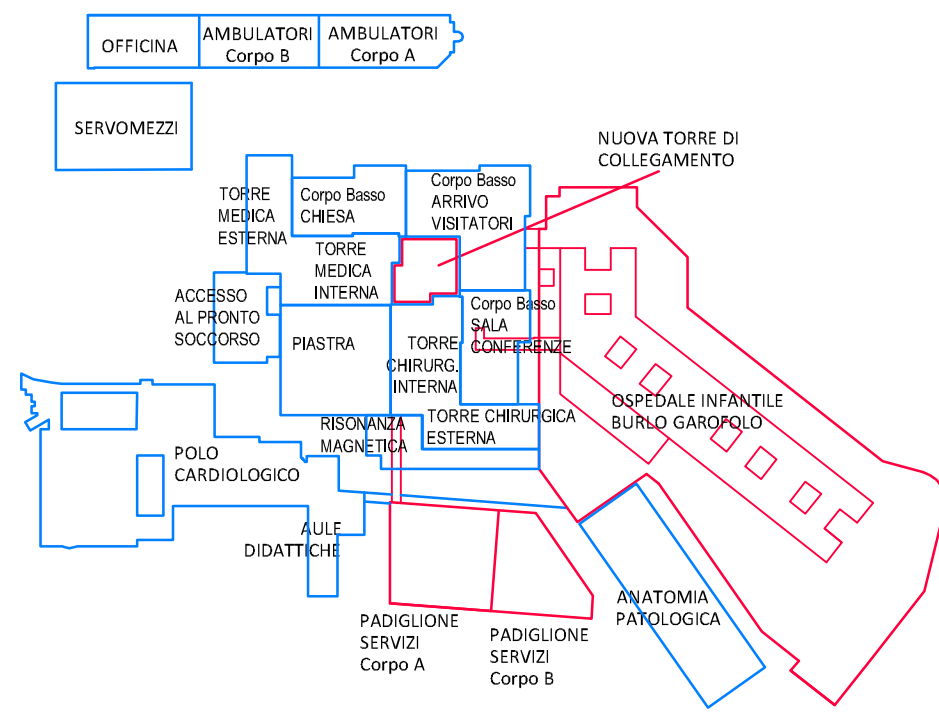 OFFICINA
AMBULATORI
Corpo B
AMBULATORI
Corpo A
SERVOMEZZI
NUOVA TORRE DI
COLLEGAMENTO
TORRE
MEDICA
ESTERNA
Corpo Basso
CHIESA
Corpo Basso
ARRIVO
VISITATORI
TORRE
MEDICA
INTERNA
ACCESSO
AL PRONTO
SOCCORSO
PIASTRA
TORRE
CHIRURG.
INTERNA
Corpo Basso
SALA
CONFERENZE
OSPEDALE INFANTILE
BURLO GAROFOLO
RISONANZA
MAGNETICA
TORRE CHIRURGICA
ESTERNA
POLO
CARDIOLOGICO
AULE
DIDATTICHE
ANATOMIA
PATOLOGICA
PADIGLIONE
SERVIZI
Corpo A
PADIGLIONE
SERVIZI
Corpo B